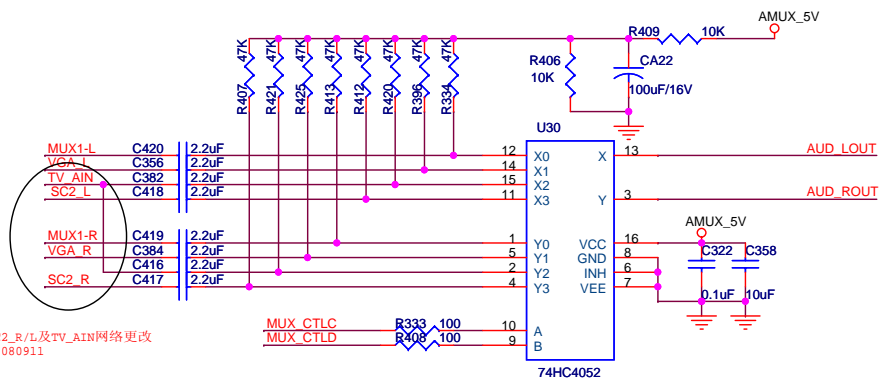 AMUX_5V
R409 10K
47K 47K 47K 47K 47K 47K 47K 47K
R407 R421 R425 R413 R412 R420 R396 R334
R406
10K
CA22
100uF/16V
U30
MUX1-L C420 2.2uF 12 X0 X 13 AUD_LOUT
VGA_L C356 2.2uF 14 X1
TV_AIN C382 2.2uF 15 X2
SC2_L C418 2.2uF 11 X3 Y 3 AUD_ROUT
AMUX_5V
MUX1-R C419 2.2uF 1 Y0 VCC 16
VGA_R C384 2.2uF 5 Y1 GND 8 C322 C358
C416 2.2uF 2 Y2 INH 6
SC2_R C417 2.2uF 4 Y3 VEE 7
0.1uF 10uF
MUX_CTLC R333 100 10 A
MUX_CTLD R408 100 9 B
2_R/L及TV_AIN网络更改
080911
74HC4052